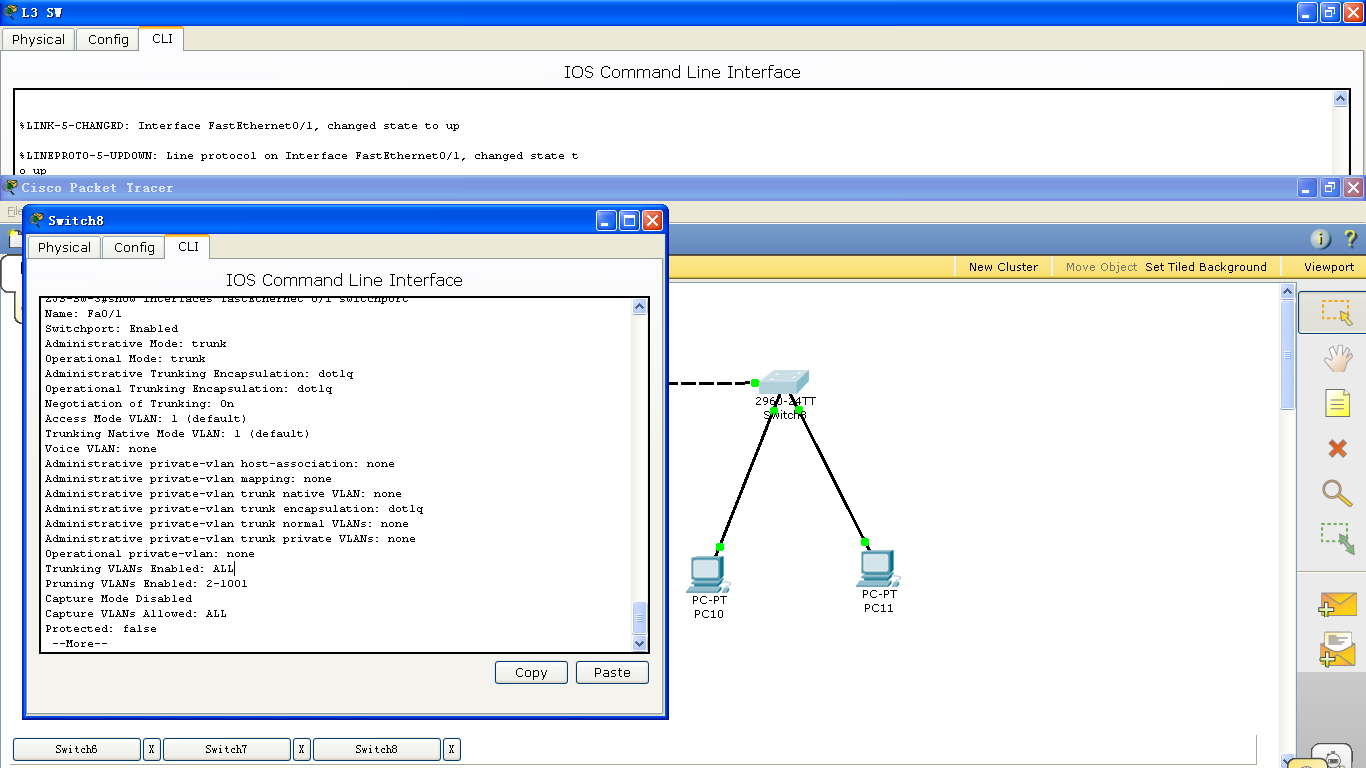 L3 SW
Physical
Config
CLI
IOS Command Line Interface
%LINK-5-CHANGED: Interface FastEthernet0/1, changed state to up
%LINEPROTO-5-UPDOWN: Line protocol on Interface FastEthernet0/1, changed state t
o up
Cisco Packet Tracer
File
Switch8
Physical
Config
CLI
IOS Command Line Interface
ZJS-SW-3#show interfaces fastEthernet 0/1 switchport
Name: Fa0/1
Switchport: Enabled
Administrative Mode: trunk
Operational Mode: trunk
Administrative Trunking Encapsulation: dot1q
Operational Trunking Encapsulation: dot1q
Negotiation of Trunking: On
Access Mode VLAN: 1 (default)
Trunking Native Mode VLAN: 1 (default)
Voice VLAN: none
Administrative private-vlan host-association: none
Administrative private-vlan mapping: none
Administrative private-vlan trunk native VLAN: none
Administrative private-vlan trunk encapsulation: dot1q
Administrative private-vlan trunk normal VLANs: none
Administrative private-vlan trunk private VLANs: none
Operational private-vlan: none
Trunking VLANs Enabled: ALL
Pruning VLANs Enabled: 2-1001
Capture Mode Disabled
Capture VLANs Allowed: ALL
Protected: false
--More--
Copy
Paste
New Cluster
Move Object
Set Tiled Background
Viewport
2960-24TT
Switch8
PC-PT
PC10
PC-PT
PC11
Switch6
X
Switch7
X
Switch8
X